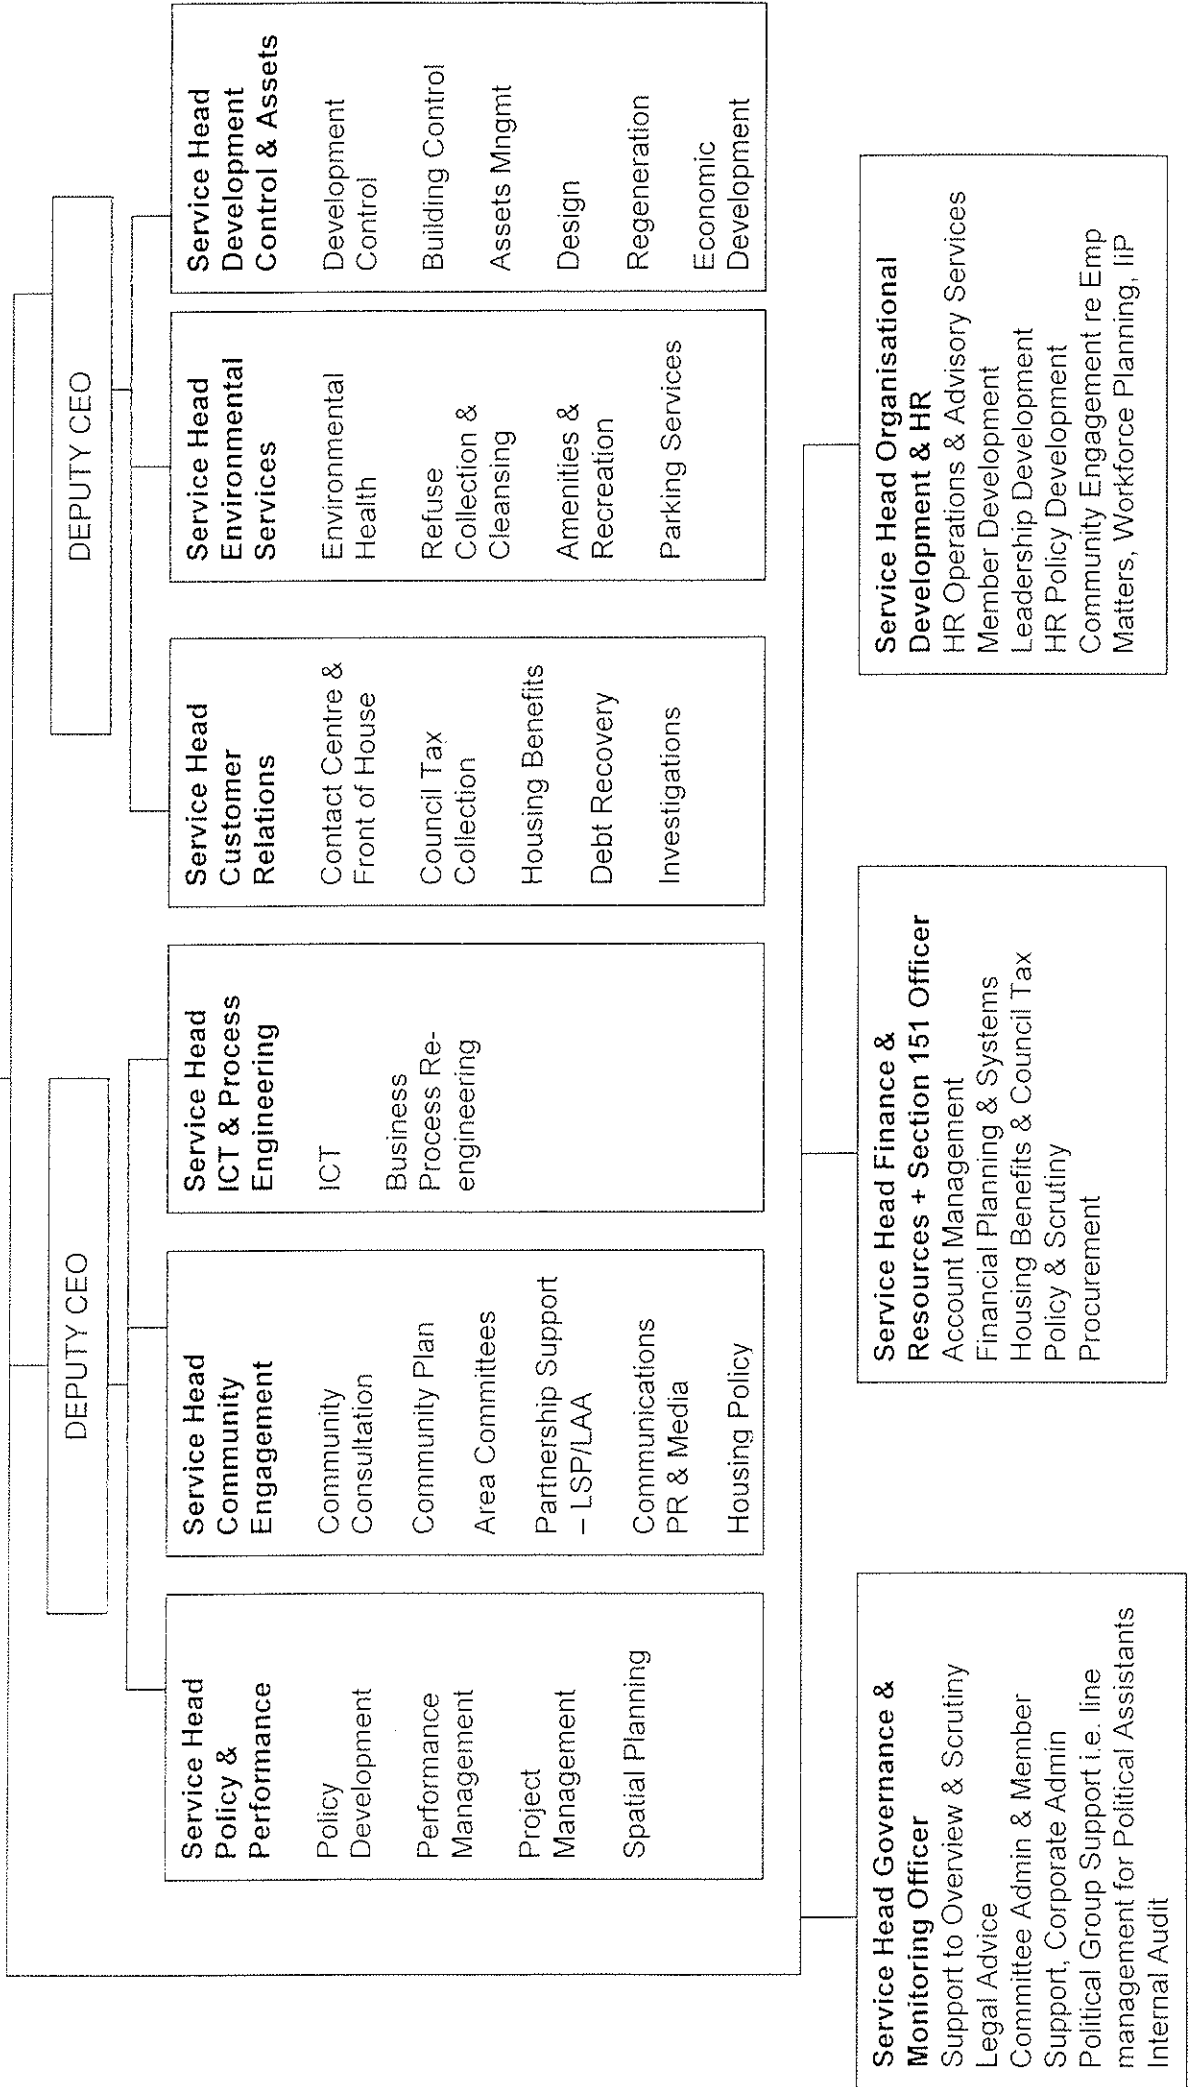 DEPUTY CEO
DEPUTY CEO
Service Head
Policy &
Performance
Policy
Development
Performance
Management
Project
Management
Spatial Planning
Service Head
Community
Engagement
Community
Consultation
Community Plan
Area Committees
Partnership Support
– LSP/LAA
Communications
PR & Media
Housing Policy
Service Head
ICT & Process
Engineering
ICT
Business
Process Re-
engineering
Service Head
Customer
Relations
Contact Centre &
Front of House
Council Tax
Collection
Housing Benefits
Debt Recovery
Investigations
Service Head
Environmental
Services
Environmental
Health
Refuse
Collection &
Cleansing
Amenities &
Recreation
Parking Services
Service Head
Development
Control & Assets
Development
Control
Building Control
Assets Mngmt
Design
Regeneration
Economic
Development
Service Head Governance &
Monitoring Officer
Support to Overview & Scrutiny
Legal Advice
Committee Admin & Member
Support, Corporate Admin
Political Group Support i.e. line
management for Political Assistants
Internal Audit
Service Head Finance &
Resources + Section 151 Officer
Account Management
Financial Planning & Systems
Housing Benefits & Council Tax
Policy & Scrutiny
Procurement
Service Head Organisational
Development & HR
HR Operations & Advisory Services
Member Development
Leadership Development
HR Policy Development
Community Engagement re Emp
Matters, Workforce Planning, IiP